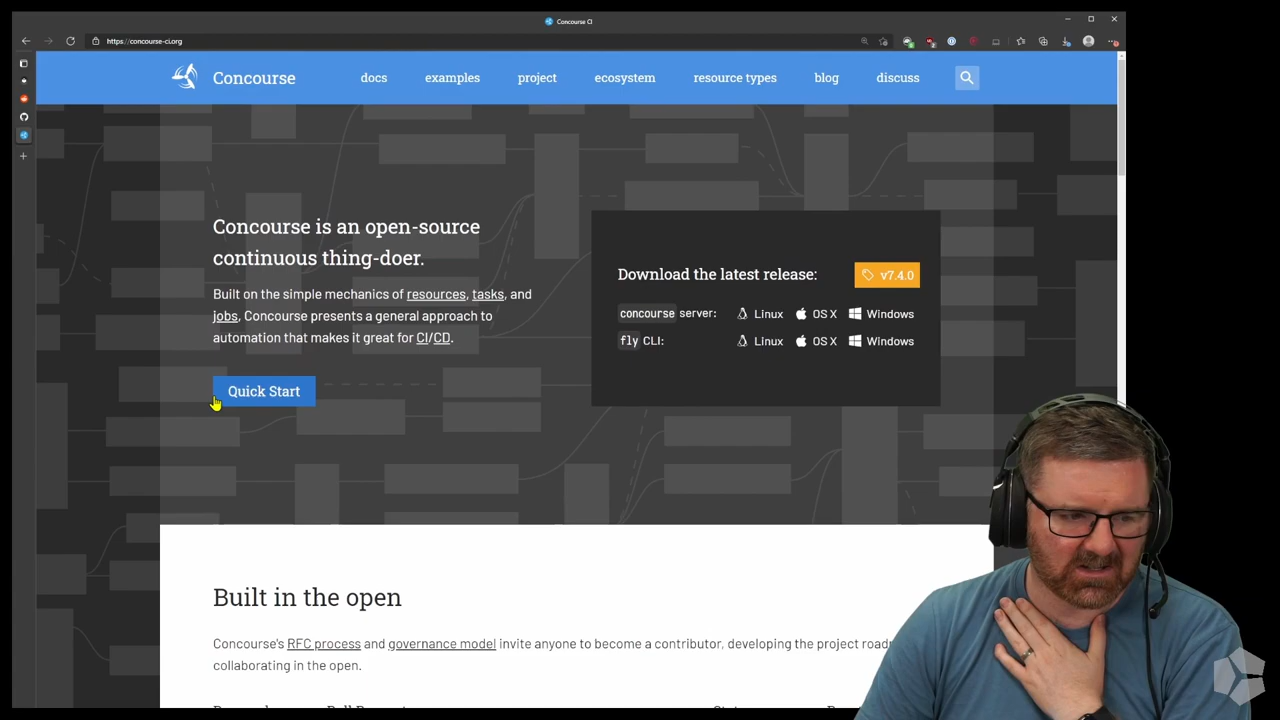 Concourse CI
https://concourse-ci.org
Concourse
docs
examples
project
ecosystem
resource types
blog
discuss
Concourse is an open-source
continuous thing-doer.
Built on the simple mechanics of resources, tasks, and
jobs, Concourse presents a general approach to
automation that makes it great for CI/CD.
Quick Start
Download the latest release:
v7.4.0
concourse server:
Linux
OS X
Windows
fly CLI:
Linux
OS X
Windows
Built in the open
Concourse's RFC process and governance model invite anyone to become a contributor, developing the project
collaborating in the open.